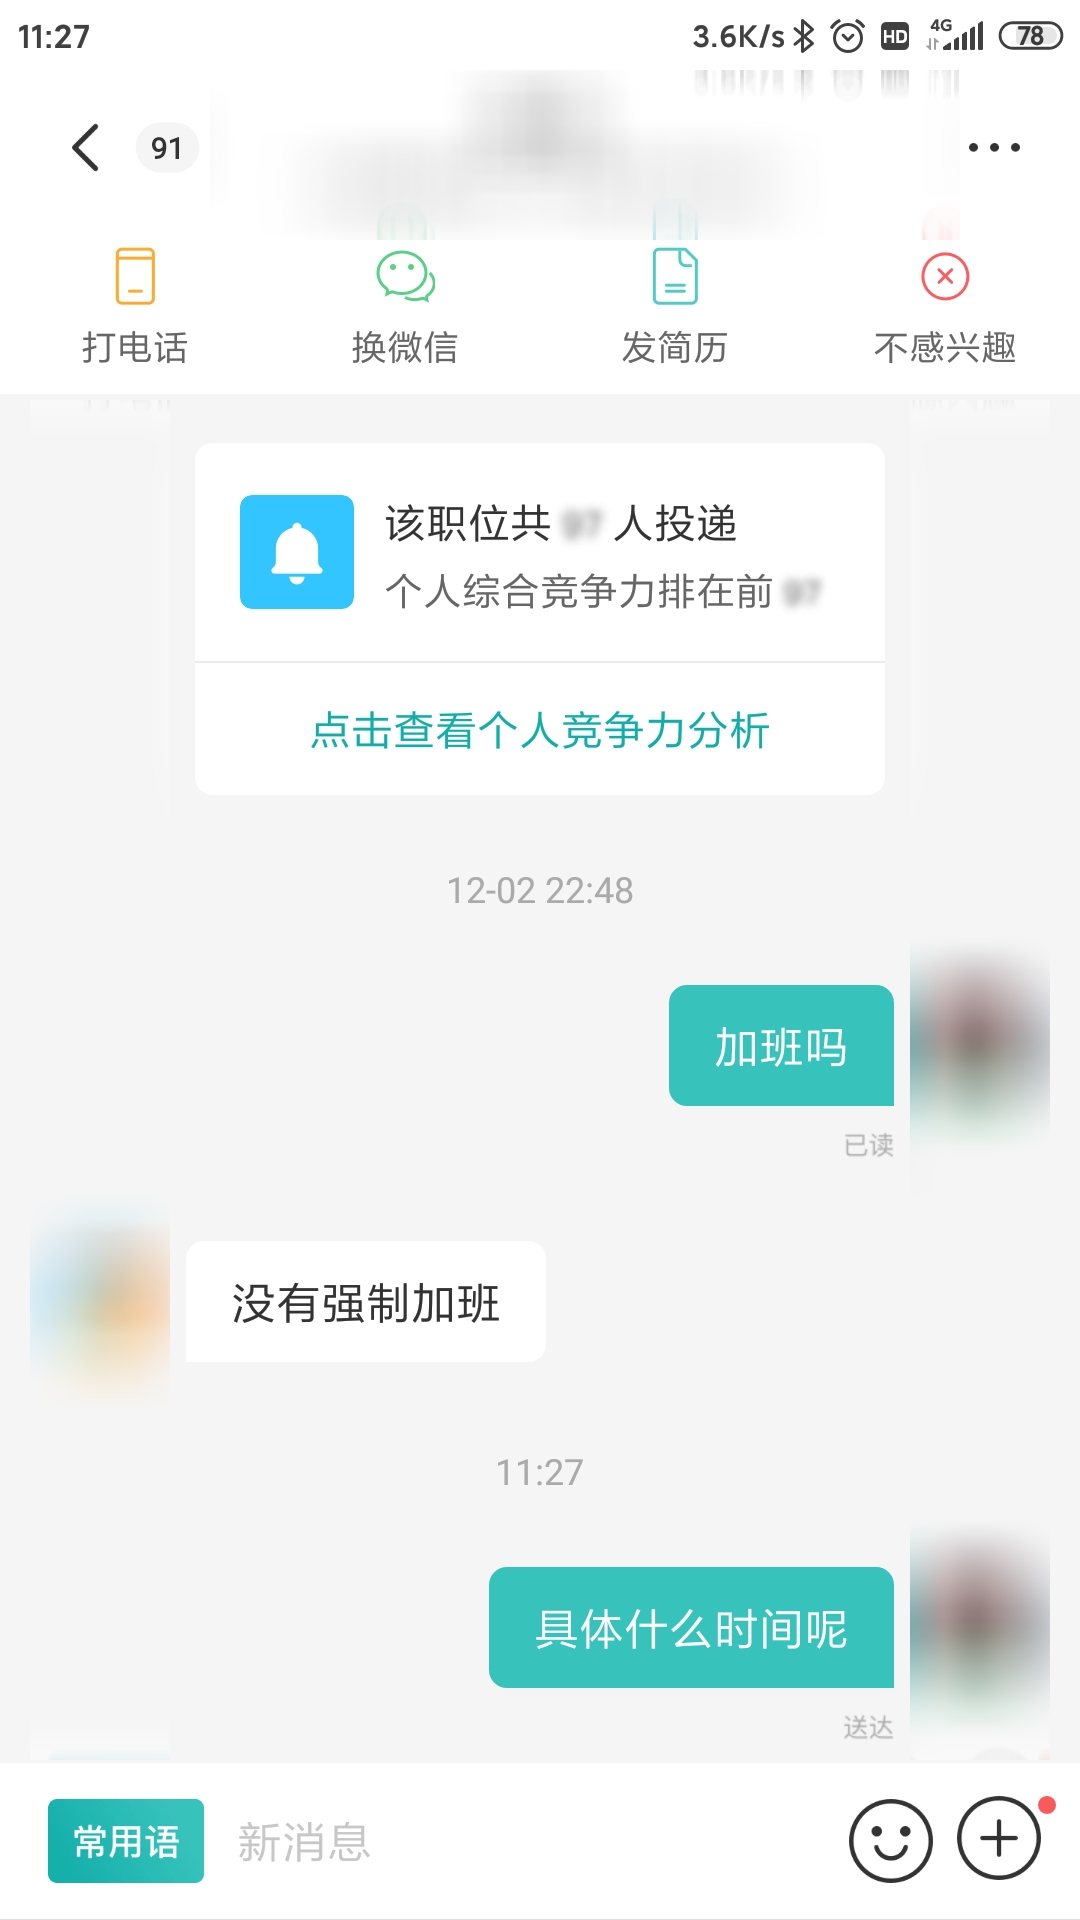 11:27 3.6K/s HD 4G 78
91
打电话 换微信 发简历 不感兴趣
该职位共 人投递
个人综合竞争力排在前
点击查看个人竞争力分析
12-02 22:48
加班吗
已读
没有强制加班
11:27
具体什么时间呢
送达
常用语 新消息